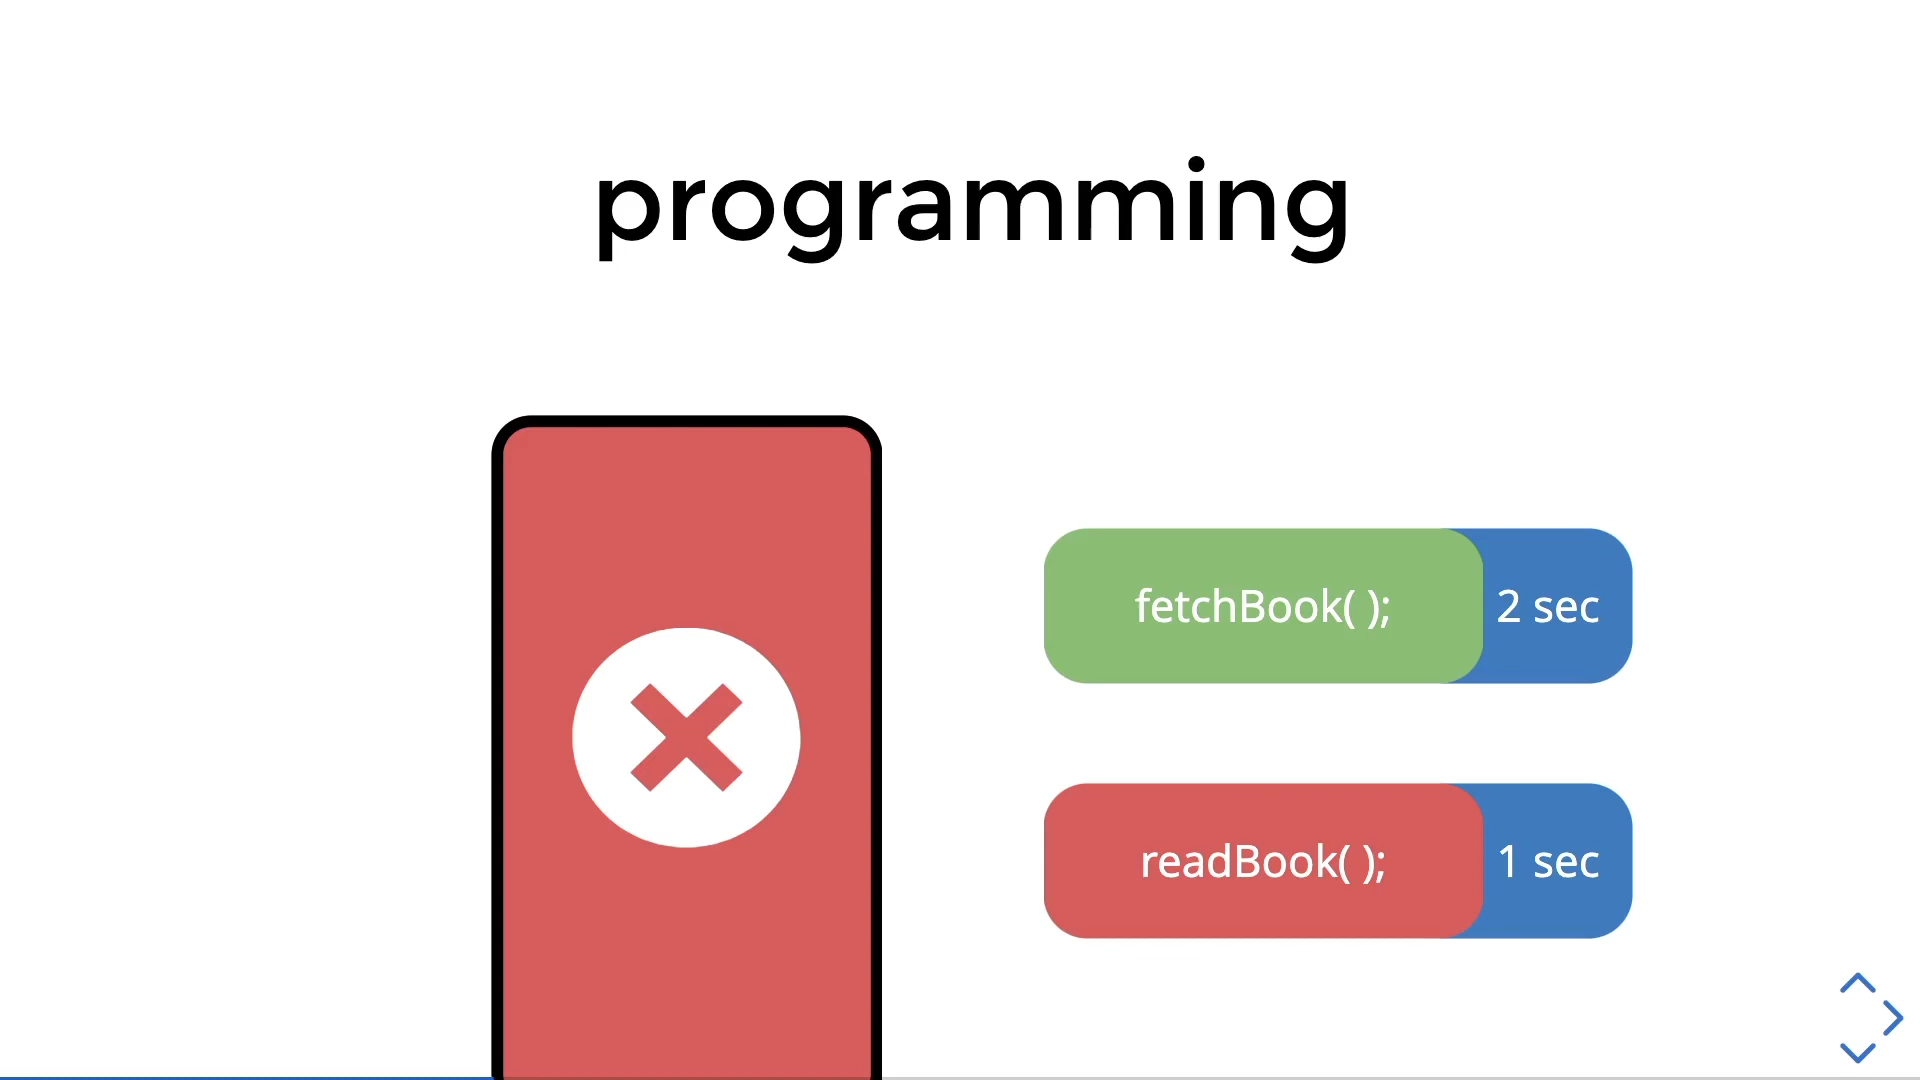 programming
fetchBook( ); 2 sec
readBook( ); 1 sec